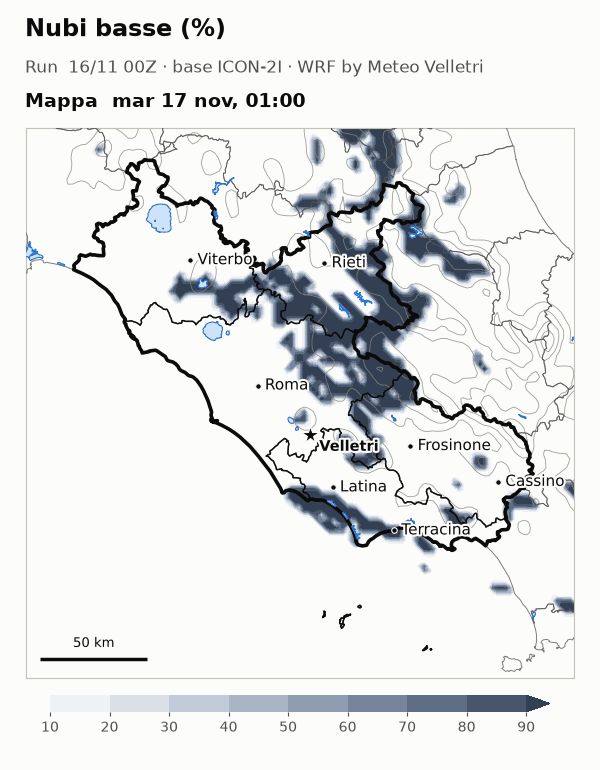 Nubi basse (%)
Run 16/11 00Z · base ICON-2I · WRF by Meteo Velletri
Mappa mar 17 nov, 01:00
Viterbo
Rieti
Roma
Velletri
Frosinone
Latina
Cassino
Terracina
50 km
10 20 30 40 50 60 70 80 90